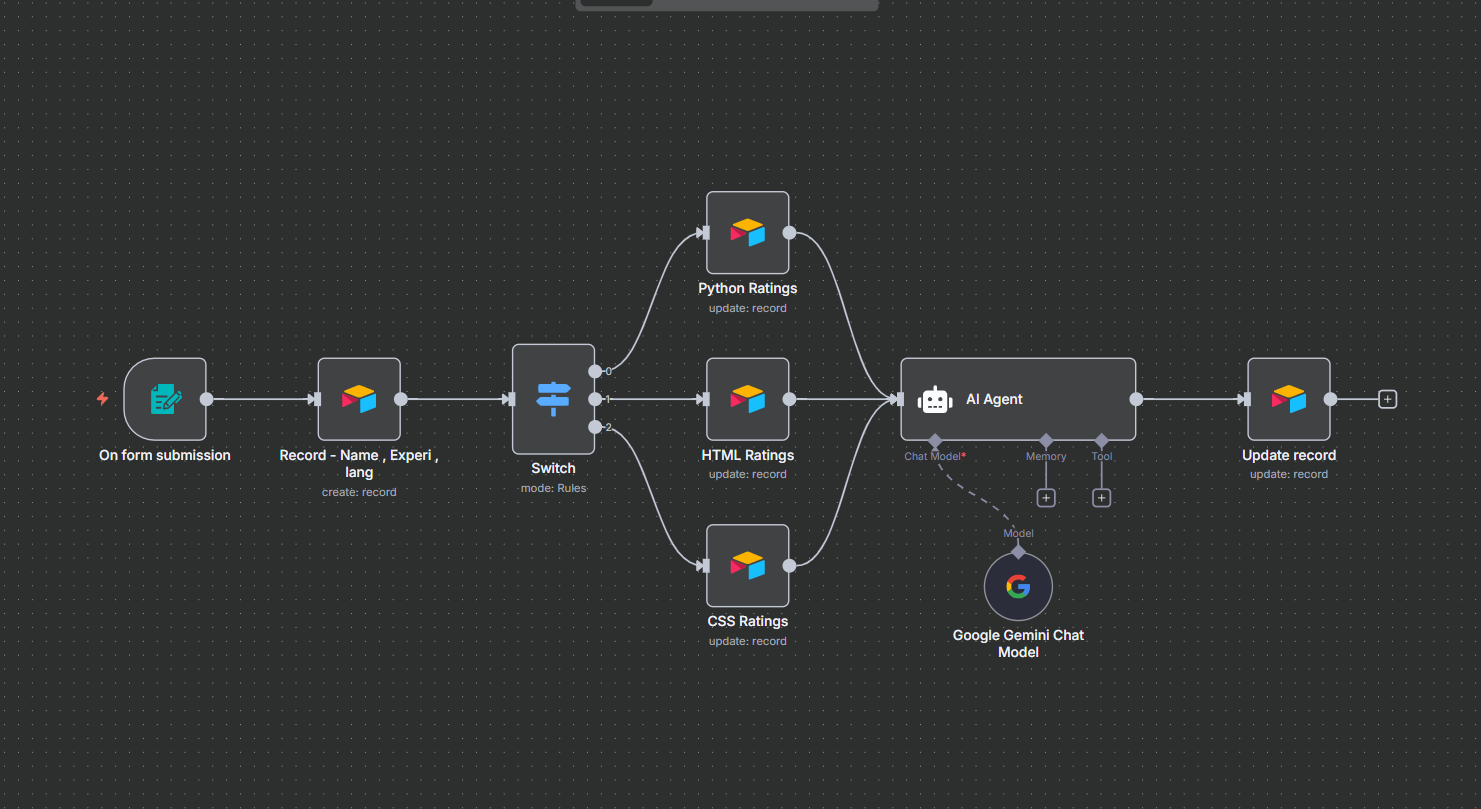 Python Ratings
update: record
0
1
2
On form submission
Record - Name , Experi ,
lang
create: record
Switch
mode: Rules
HTML Ratings
update: record
AI Agent
Chat Model*
Memory
Tool
Update record
update: record
Model
Google Gemini Chat
Model
CSS Ratings
update: record